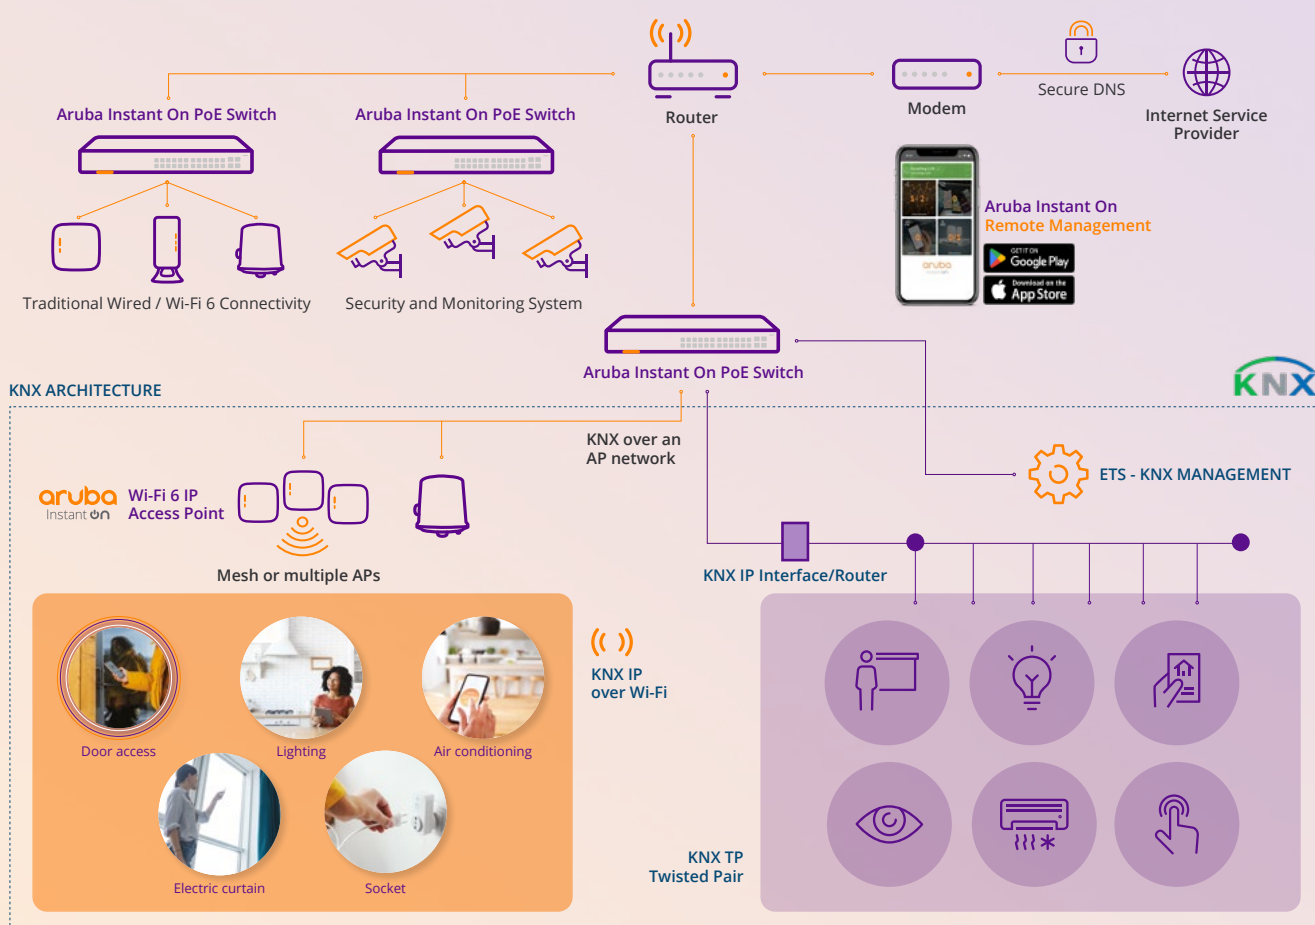 Secure DNS
Router
Modem
Internet Service
Provider
Aruba Instant On PoE Switch
Aruba Instant On PoE Switch
Traditional Wired / Wi-Fi 6 Connectivity
Security and Monitoring System
aruba
Aruba Instant On
Remote Management
GET IT ON
Google Play
Download on the
App Store
Aruba Instant On PoE Switch
KNX
KNX ARCHITECTURE
KNX over an
AP network
ETS - KNX MANAGEMENT
aruba
Instant On
Wi-Fi 6 IP
Access Point
Mesh or multiple APs
KNX IP Interface/Router
KNX IP
over Wi-Fi
Door access
Lighting
Air conditioning
Electric curtain
Socket
KNX TP
Twisted Pair